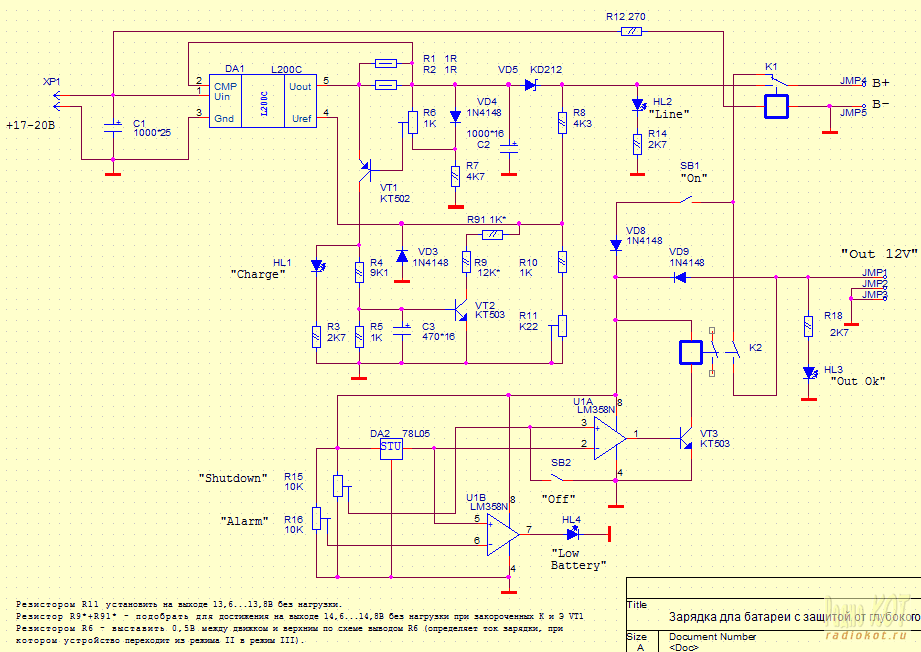 R12 270
XP1
+17-20B
C1
1000*25
DA1
L200C
2
1
3
CMP
Uin
Gnd
L200C
Uout
Uref
5
4
R1 1R
R2 1R
R6
1K
VD4
1N4148
1000*16
C2
R7
4K7
VT1
KT502
VD5 KD212
R8
4K3
HL2
"Line"
R14
2K7
K1
JMP4
B+
B-
JMP5
SB1
"On"
R91 1K*
HL1
"Charge"
R4
9K1
VD3
1N4148
R9
12K*
R10
1K
VD8
1N4148
VD9
1N4148
"Out 12V"
JMP1
JMP2
JMP3
R3
2K7
R5
1K
C3
470*16
VT2
KT503
R11
K22
K2
R18
2K7
HL3
"Out Ok"
U1A
LM358N
8
3
+
2
-
1
4
VT3
KT503
DA2 78L05
STU
SB2
"Off"
"Shutdown"
R15
10K
"Alarm"
R16
10K
U1B
LM358N
8
5
+
6
-
7
4
HL4
"Low
Battery"
Резистором R11 установить на выходе 13,6...13,8В без нагрузки.
Резистор R9*+R91* - подобрать для достижения на выходе 14,6...14,8В без нагрузки при закороченных К и Э VT1
Резистором R6 - выставить 0,5В между движком и верхним по схеме выводом R6 (определяет ток зарядки, при
котором устройство переходит из режима II в режим III).
Title
Зарядка для батареи с защитой от глубокого
Size
A
Document Number
<Doc>
radiokot.ru